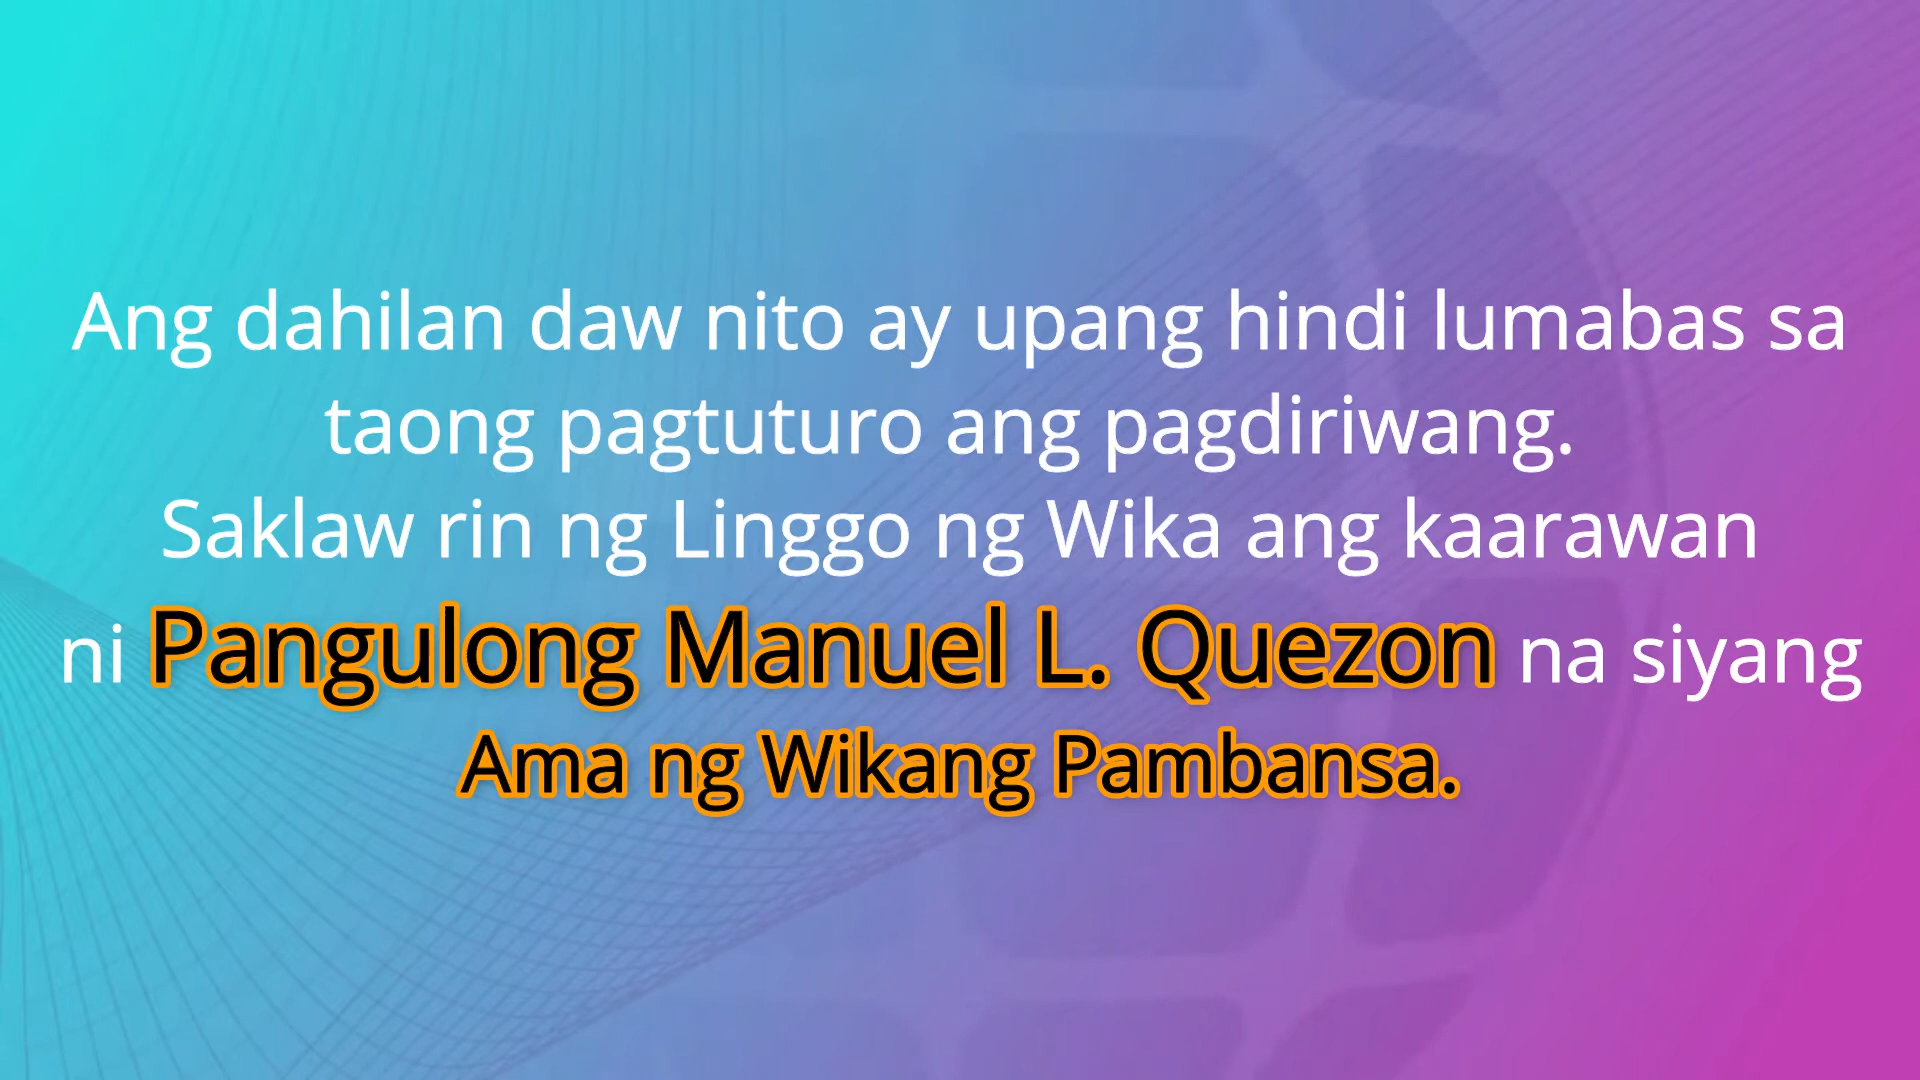 Ang dahilan daw nito ay upang hindi lumabas sa
taong pagtuturo ang pagdiriwang.
Saklaw rin ng Linggo ng Wika ang kaarawan
ni Pangulong Manuel L. Quezon na siyang
Ama ng Wikang Pambansa.